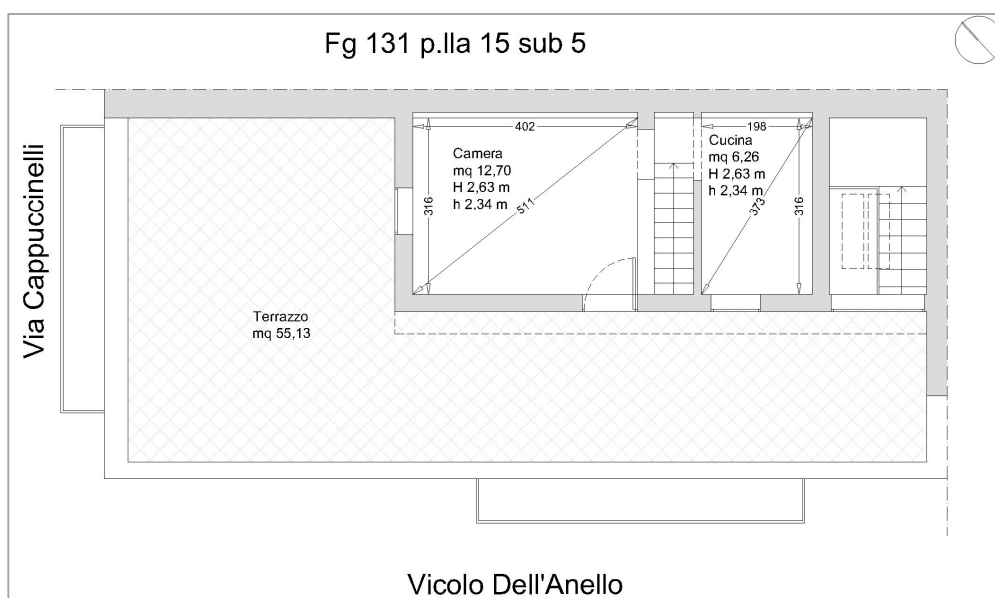 Fg 131 p.lla 15 sub 5
Via Cappuccinelli
402
Camera
mq 12,70
H 2,63 m
h 2,34 m
316
511
198
Cucina
mq 6,26
H 2,63 m
h 2,34 m
373
316
Terrazzo
mq 55,13
Vicolo Dell'Anello